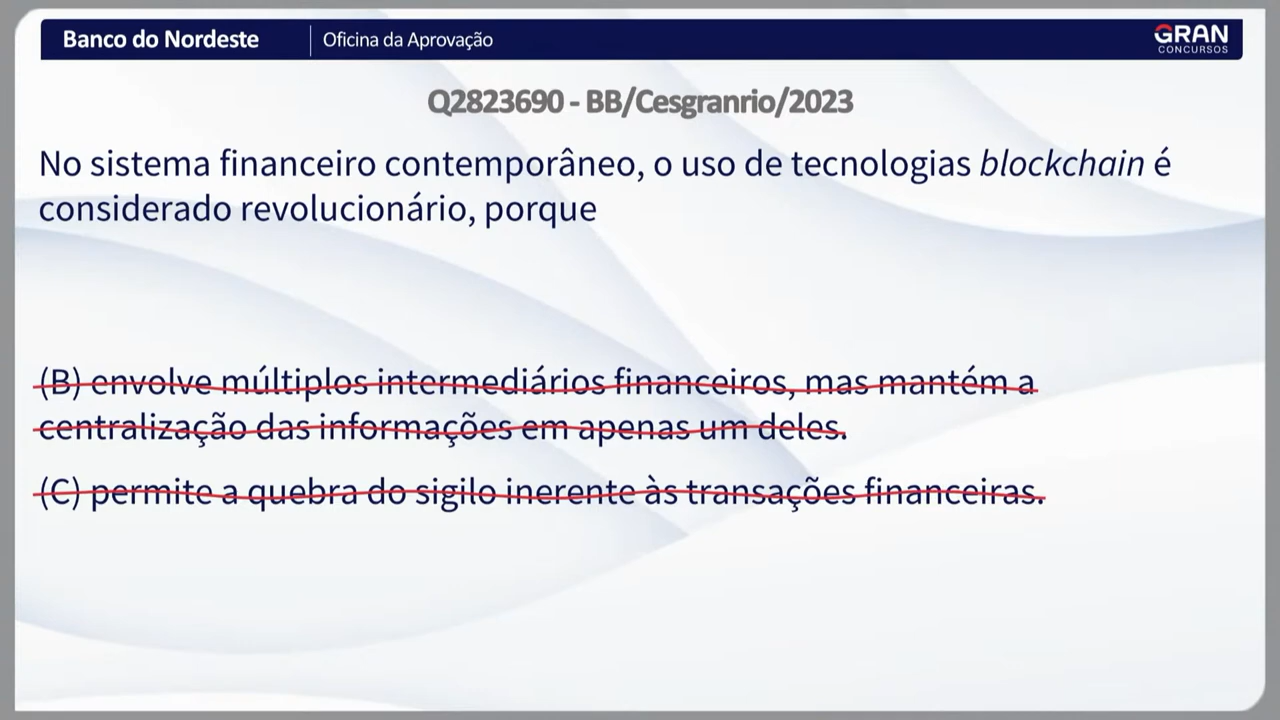 Banco do Nordeste
Oficina da Aprovação
GRAN
CONCURSOS
Q2823690 - BB/Cesgranrio/2023
No sistema financeiro contemporâneo, o uso de tecnologias blockchain é
considerado revolucionário, porque
(B) envolve múltiplos intermediários financeiros, mas mantém a
centralização das informações em apenas um deles.
(C) permite a quebra do sigilo inerente às transações financeiras.